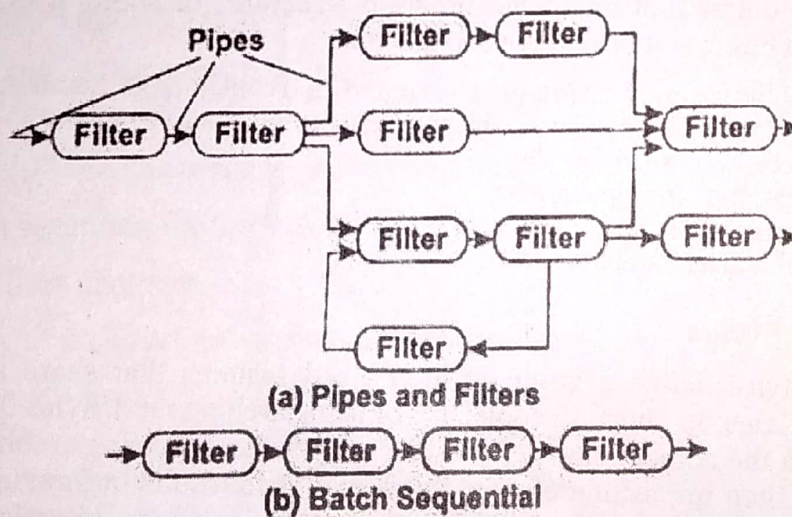 Pipes
Filter Filter
Filter Filter Filter Filter
Filter Filter Filter
Filter
(a) Pipes and Filters
Filter Filter Filter Filter
(b) Batch Sequential